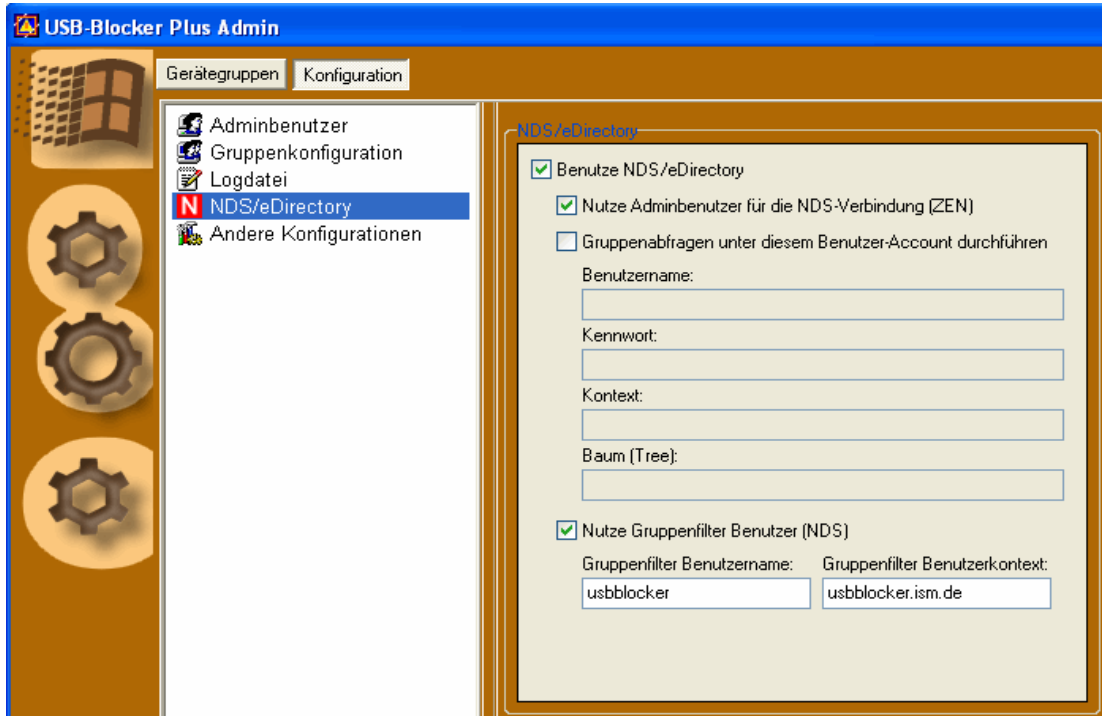 USB-Blocker Plus Admin
Gerätegruppen Konfiguration
Adminbenutzer
Gruppenkonfiguration
Logdatei
N NDS/eDirectory
Andere Konfigurationen
NDS/eDirectory
Benutze NDS/eDirectory
Nutze Adminbenutzer für die NDS-Verbindung (ZEN)
Gruppenabfragen unter diesem Benutzer-Account durchführen
Benutzername:
Kennwort:
Kontext:
Baum (Tree):
Nutze Gruppenfilter Benutzer (NDS)
Gruppenfilter Benutzername: Gruppenfilter Benutzerkontext:
usbblocker usbblocker.ism.de